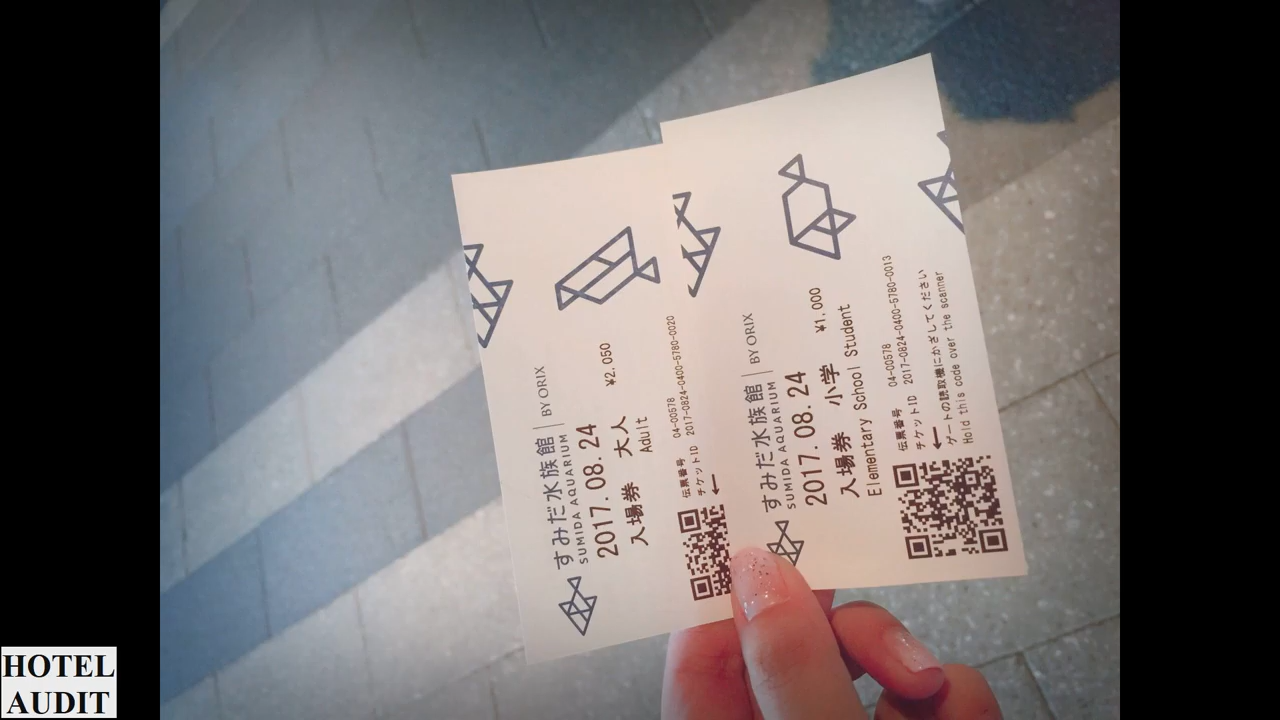 すみだ水族館 | BY ORIX
SUMIDA AQUARIUM
2017.08.24
入場券 大人 ¥2,050
Adult
伝票番号 04-00578
チケットID 2017-0824-0400-5780-0020
←
すみだ水族館 | BY ORIX
SUMIDA AQUARIUM
2017.08.24
入場券 小学 ¥1,000
Elementary School Student
伝票番号 04-00578
チケットID 2017-0824-0400-5780-0013
←
ゲートの読取機にかざしてください
Hold this code over the scanner
HOTEL
AUDIT